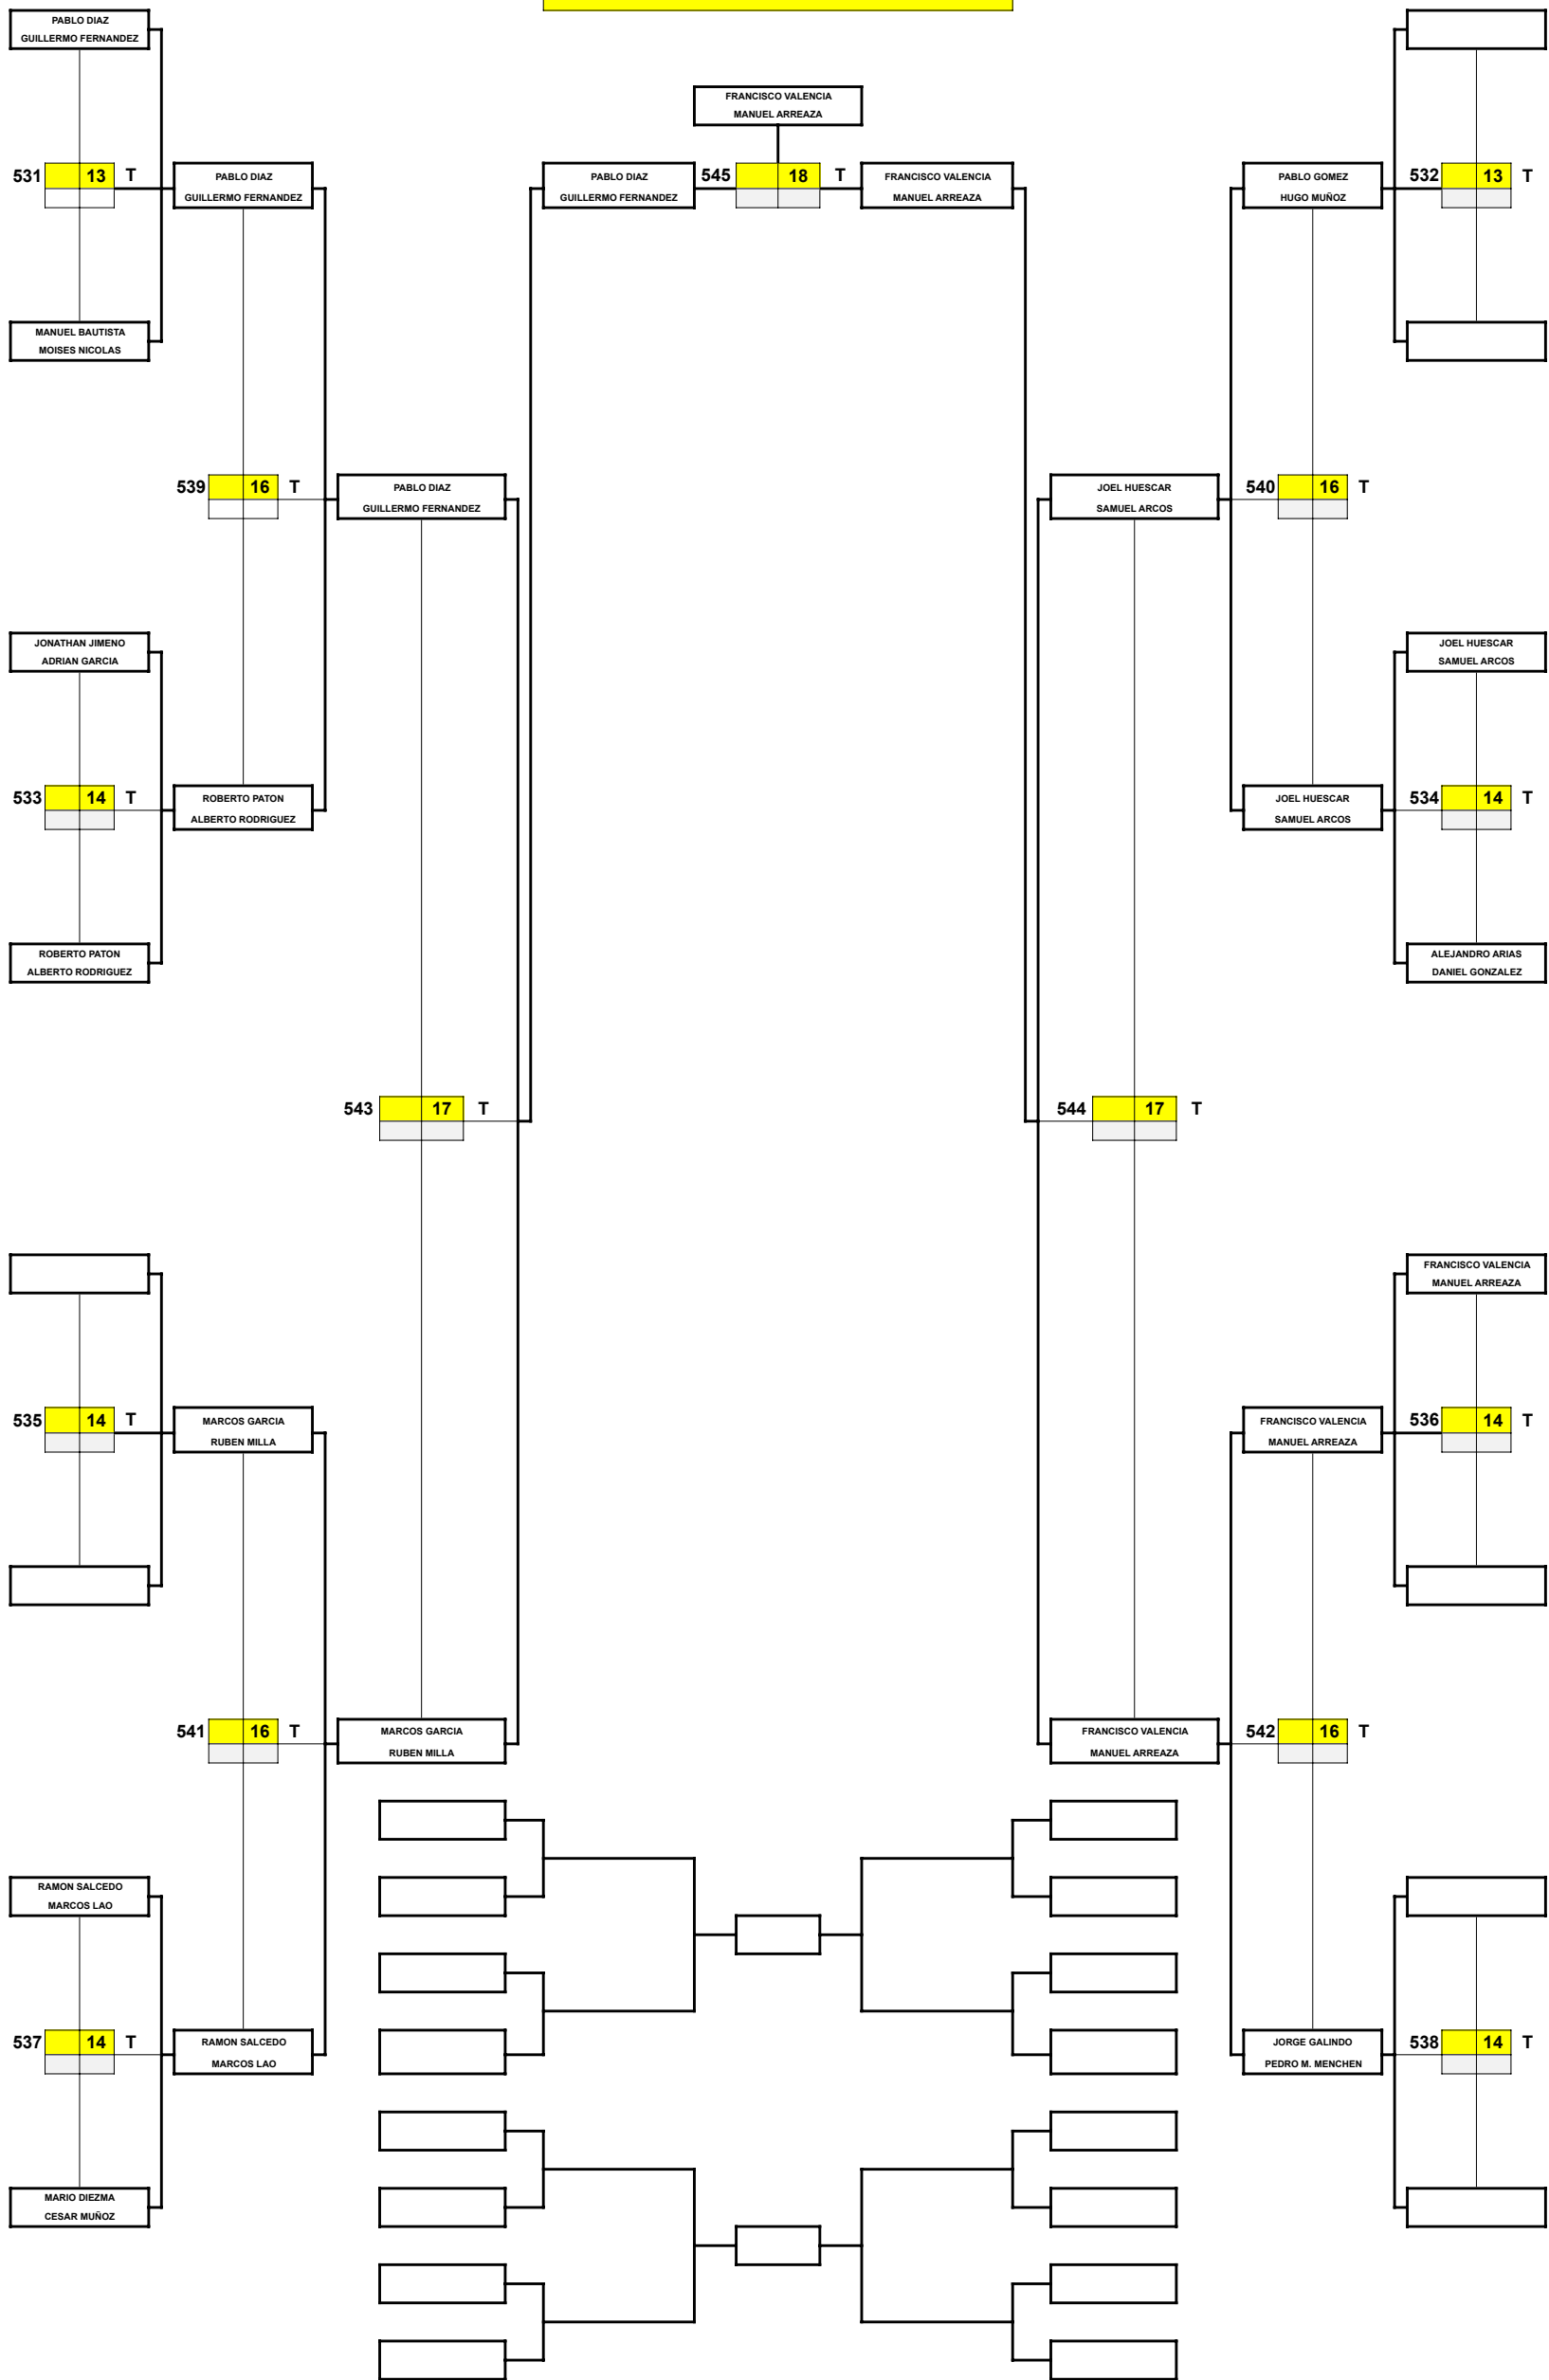 PABLO DIAZ
GUILLERMO FERNANDEZ
FRANCISCO VALENCIA
MANUEL ARREAZA
531 13 T
PABLO DIAZ
GUILLERMO FERNANDEZ
PABLO DIAZ
GUILLERMO FERNANDEZ
545 18 T
FRANCISCO VALENCIA
MANUEL ARREAZA
PABLO GOMEZ
HUGO MUÑOZ
532 13 T
MANUEL BAUTISTA
MOISES NICOLAS
539 16 T
PABLO DIAZ
GUILLERMO FERNANDEZ
JOEL HUESCAR
SAMUEL ARCOS
540 16 T
JONATHAN JIMENO
ADRIAN GARCIA
JOEL HUESCAR
SAMUEL ARCOS
533 14 T
ROBERTO PATON
ALBERTO RODRIGUEZ
JOEL HUESCAR
SAMUEL ARCOS
534 14 T
ROBERTO PATON
ALBERTO RODRIGUEZ
ALEJANDRO ARIAS
DANIEL GONZALEZ
543 17 T
544 17 T
FRANCISCO VALENCIA
MANUEL ARREAZA
535 14 T
MARCOS GARCIA
RUBEN MILLA
FRANCISCO VALENCIA
MANUEL ARREAZA
536 14 T
541 16 T
MARCOS GARCIA
RUBEN MILLA
FRANCISCO VALENCIA
MANUEL ARREAZA
542 16 T
RAMON SALCEDO
MARCOS LAO
537 14 T
RAMON SALCEDO
MARCOS LAO
JORGE GALINDO
PEDRO M. MENCHEN
538 14 T
MARIO DIEZMA
CESAR MUÑOZ